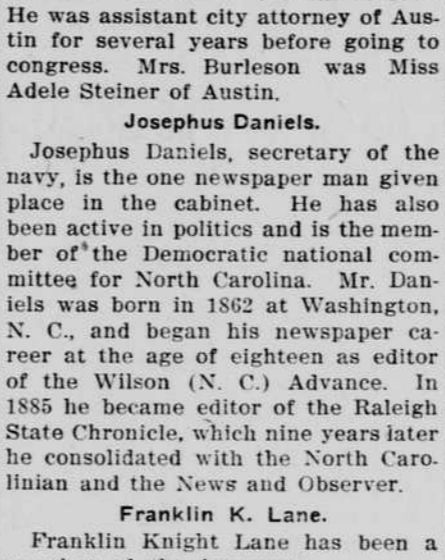 He was assistant city attorney of Aus-
tin for several years before going to
congress. Mrs. Burleson was Miss
Adele Steiner of Austin.
Josephus Daniels.
Josephus Daniels, secretary of the
navy, is the one newspaper man given
place in the cabinet. He has also
been active in politics and is the mem-
ber of the Democratic national com-
mittee for North Carolina. Mr. Dan-
iels was born in 1862 at Washington,
N. C., and began his newspaper ca-
reer at the age of eighteen as editor
of the Wilson (N. C.) Advance. In
1885 he became editor of the Raleigh
State Chronicle, which nine years later
he consolidated with the North Caro-
linian and the News and Observer.
Franklin K. Lane.
Franklin Knight Lane has been a